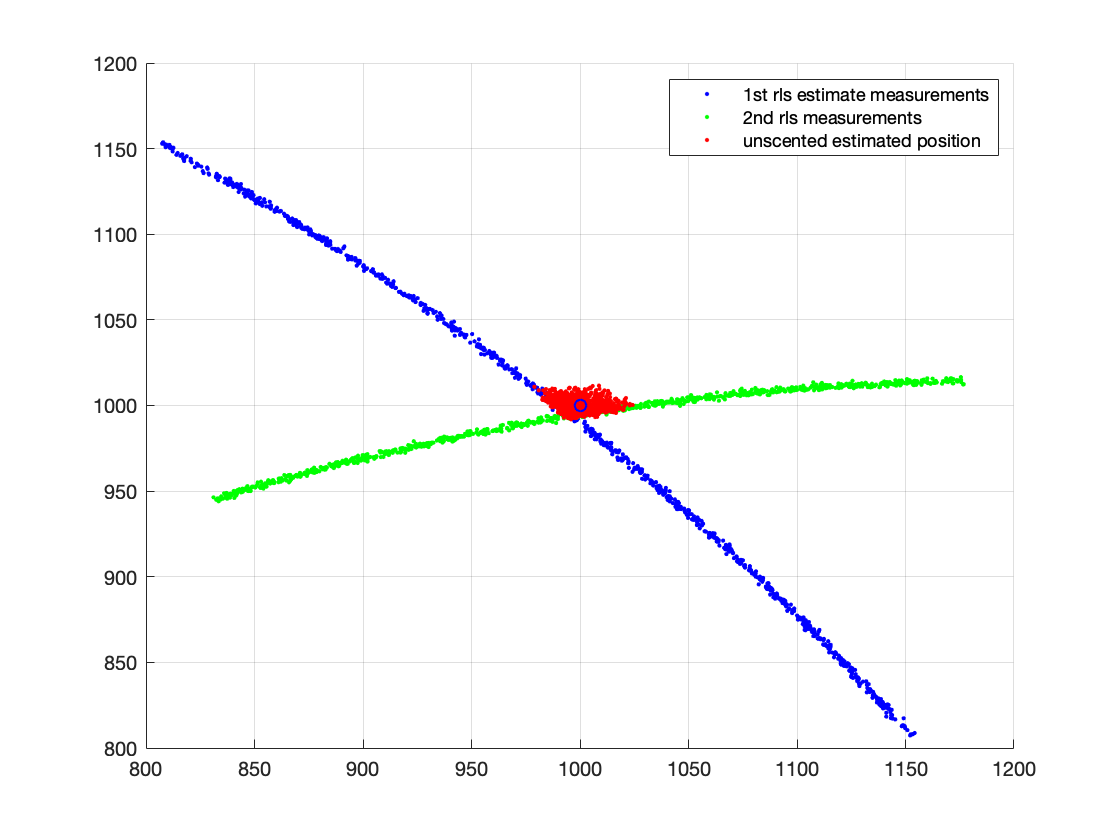 1200
1150
1100
1050
1000
950
900
850
800
800 850 900 950 1000 1050 1100 1150 1200
1st rls estimate measurements
2nd rls measurements
unscented estimated position